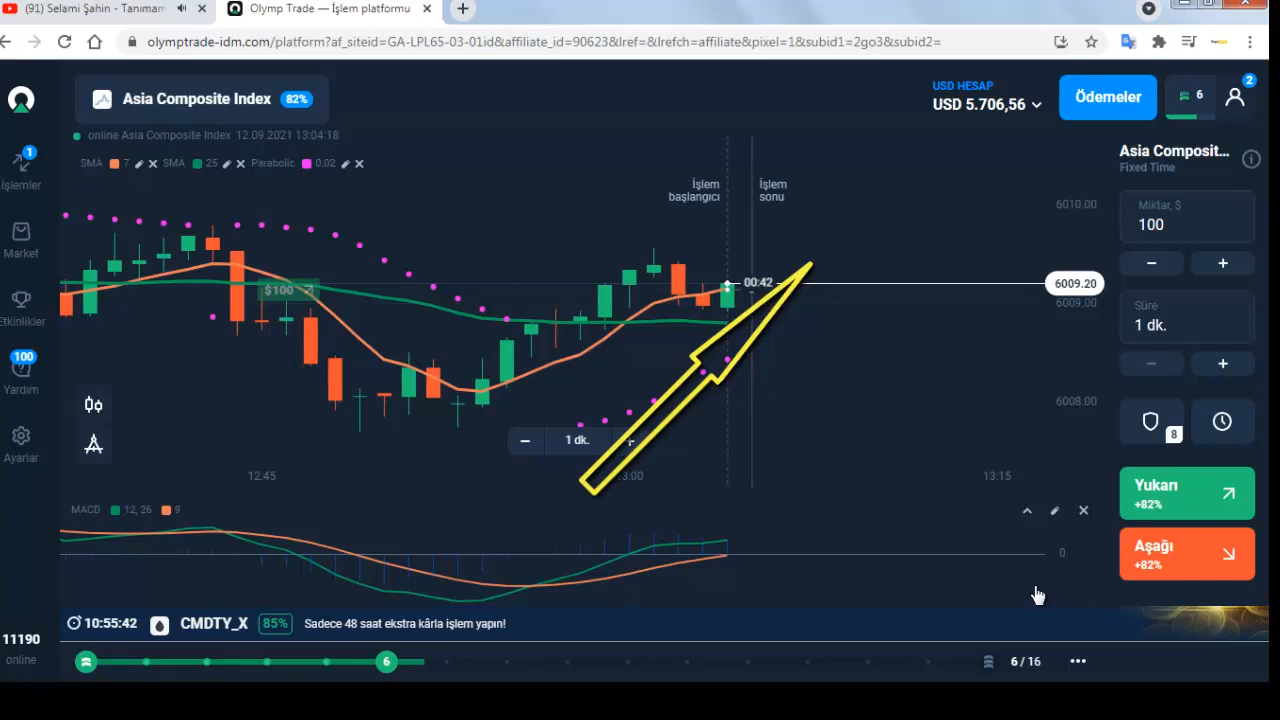 (91) Selami Şahin - Tanımam
Olymp Trade — İşlem platformu
olymptrade-idm.com/platform?af_siteid=GA-LPL65-03-01id&affiliate_id=90623&lref=&lrefch=affiliate&pixel=1&subid1=2go3&subid2=
Asia Composite Index 82%
USD HESAP
USD 5.706,56
Ödemeler
6
2
online Asia Composite Index 12.09.2021 13:04:18
SMA 7 SMA 25 Parabolic 0.02
1
İşlemler
Market
Etkinlikler
100
Yardım
Ayarlar
11190
online
İşlem
başlangıcı
İşlem
sonu
$100
00:42
6010.00
6009.20
6009.00
6008.00
1 dk.
12:45
13:00
13:15
MACD 12, 26 9
0
Asia Composit...
Fixed Time
Miktar, $
100
Süre
1 dk.
8
Yukarı
+82%
Aşağı
+82%
10:55:42 CMDTY_X 85% Sadece 48 saat ekstra kârla işlem yapın!
6
6 / 16